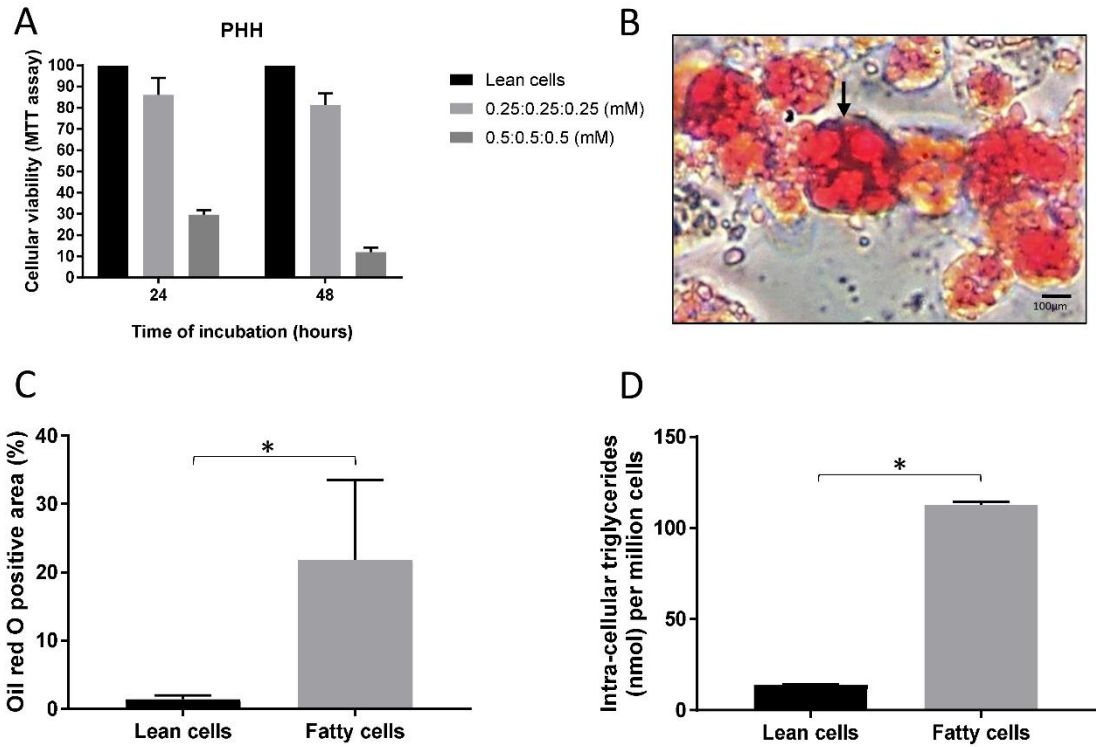 A
PHH
Cellular viability (MTT assay)
100
90
80
70
60
50
40
30
20
10
0
24
48
Time of incubation (hours)
Lean cells
0.25:0.25:0.25 (mM)
0.5:0.5:0.5 (mM)
B
100μm
C
Oil red O positive area (%)
40
30
20
10
0
*
Lean cells
Fatty cells
D
Intra-cellular triglycerides
(nmol) per million cells
150
100
50
0
*
Lean cells
Fatty cells